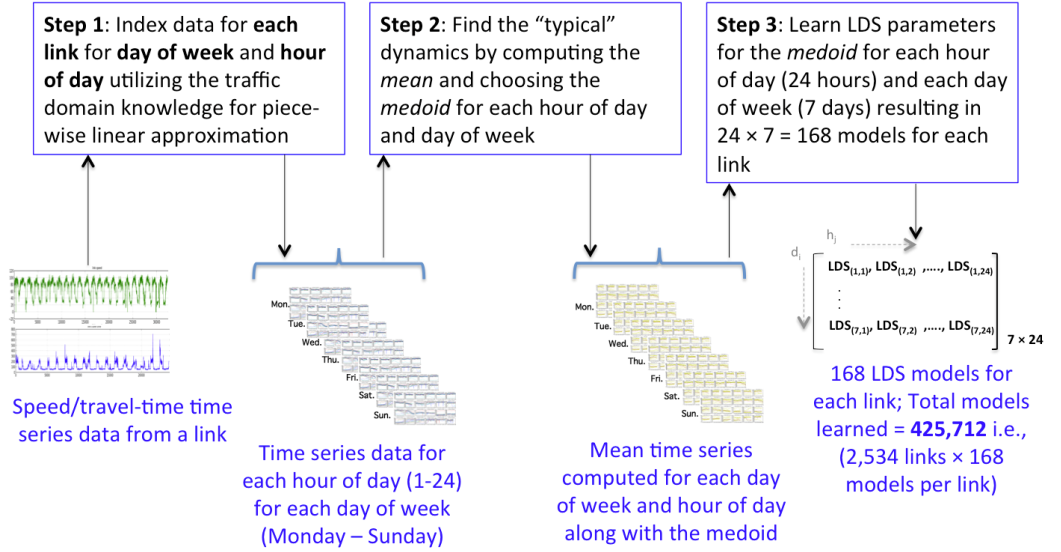 Step 1: Index data for each
link for day of week and hour
of day utilizing the traffic
domain knowledge for piece-
wise linear approximation
Step 2: Find the “typical”
dynamics by computing the
mean and choosing the
medoid for each hour of day
and day of week
Step 3: Learn LDS parameters
for the medoid for each hour
of day (24 hours) and each day
of week (7 days) resulting in
24 × 7 = 168 models for each
link
Speed/travel-time time
series data from a link
Mon.
Tue.
Wed.
Thu.
Fri.
Sat.
Sun.
Time series data for
each hour of day (1-24)
for each day of week
(Monday – Sunday)
Mon.
Tue.
Wed.
Thu.
Fri.
Sat.
Sun.
Mean time series
computed for each day
of week and hour of day
along with the medoid
hj
di
LDS(1,1), LDS(1,2) ,...., LDS(1,24)
LDS(7,1), LDS(7,2) ,...., LDS(7,24)
7 × 24
168 LDS models for
each link; Total models
learned = 425,712 i.e.,
(2,534 links × 168
models per link)